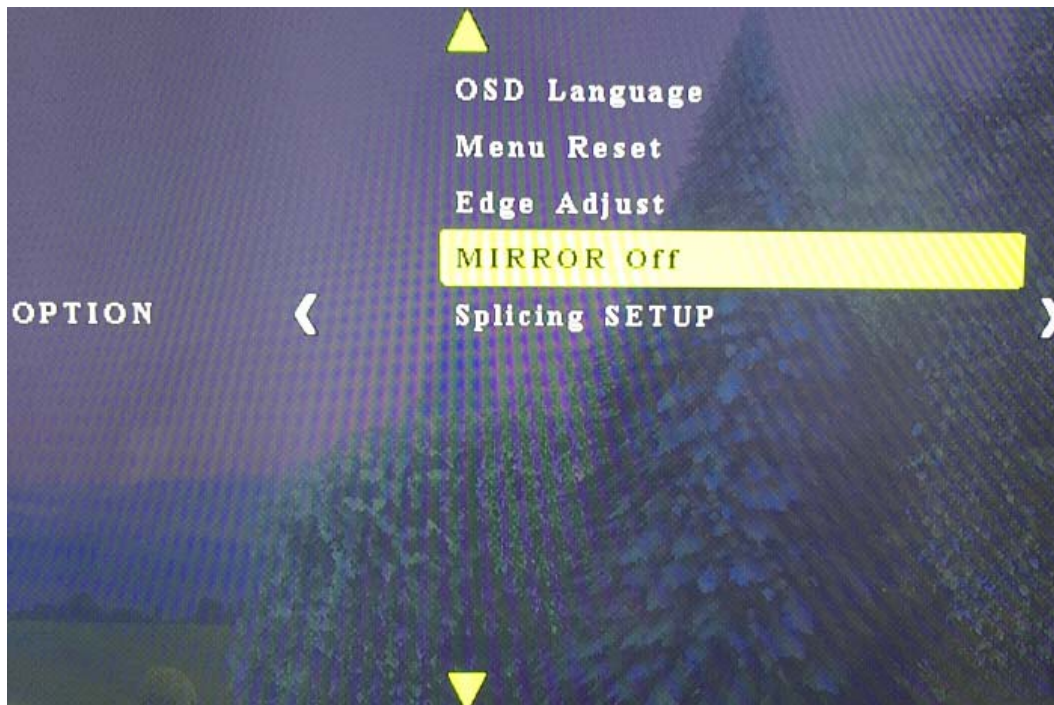 OSD Language
Menu Reset
Edge Adjust
MIRROR Off
OPTION
Splicing SETUP